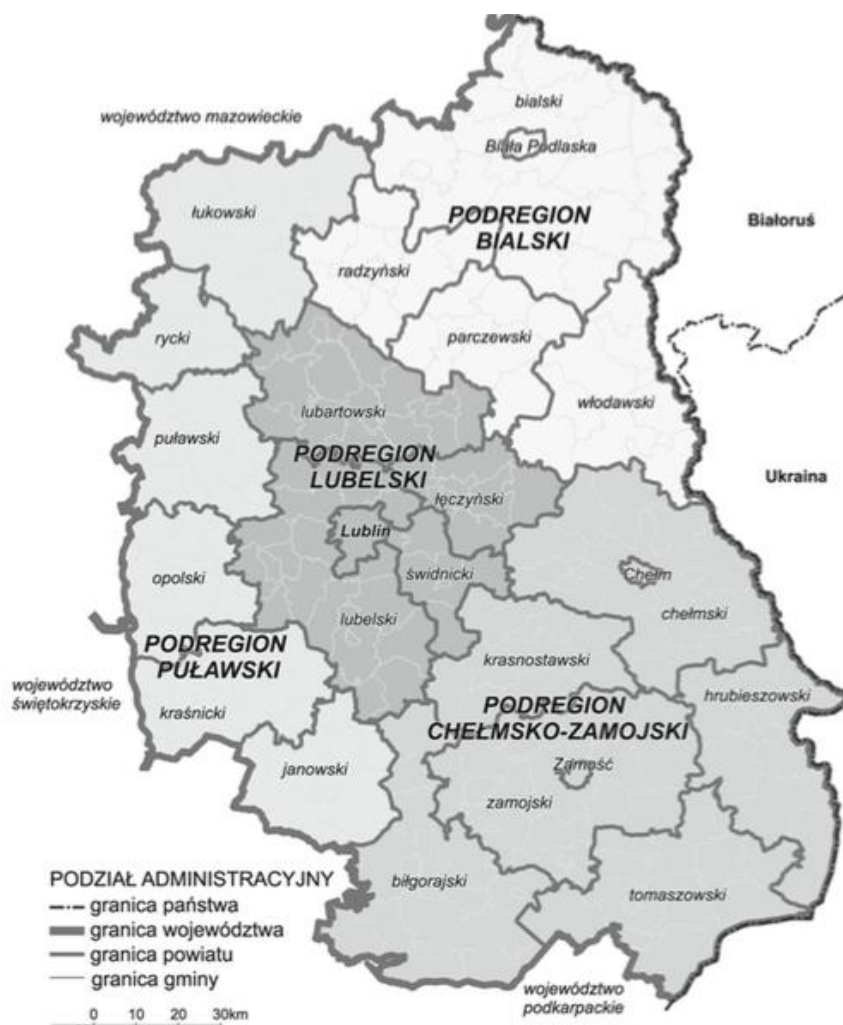 bialski
województwo mazowieckie
Biała Podlaska
łukowski
PODREGION
BIALSKI
Białoruś
radzyński
rycki
parczewski
włodawski
lubartowski
puławski
PODREGION
LUBELSKI
Ukraina
łęczyński
Lublin
opolski
świdnicki
Chełm
lubelski
chełmski
PODREGION
PUŁAWSKI
krasnostawski
województwo
świętokrzyskie
hrubieszowski
kraśnicki
PODREGION
CHEŁMSKO-ZAMOJSKI
janowski
Zamość
zamojski
biłgorajski
tomaszowski
PODZIAŁ ADMINISTRACYJNY
granica państwa
granica województwa
granica powiatu
granica gminy
województwo
podkarpackie
0 10 20 30km